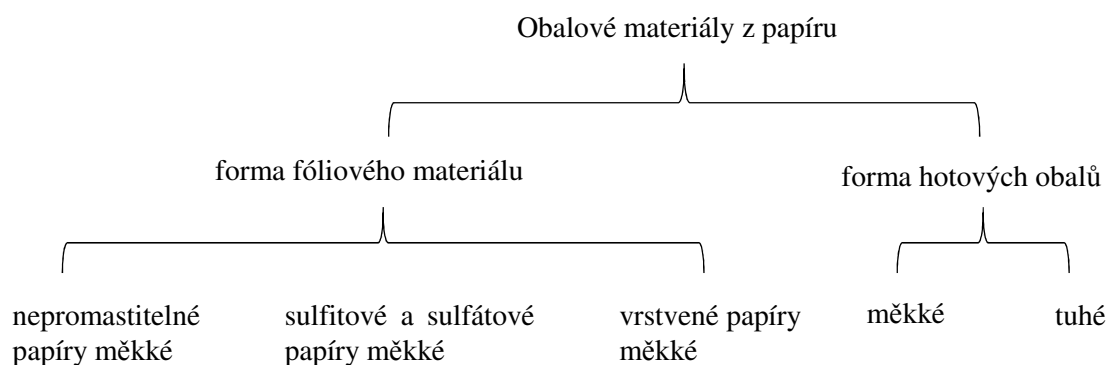 Obalové materiály z papíru
forma fóliového materiálu
forma hotových obalů
nepromastitelné
papíry měkké
sulfitové a sulfátové
papíry měkké
vrstvené papíry
měkké
měkké
tuhé